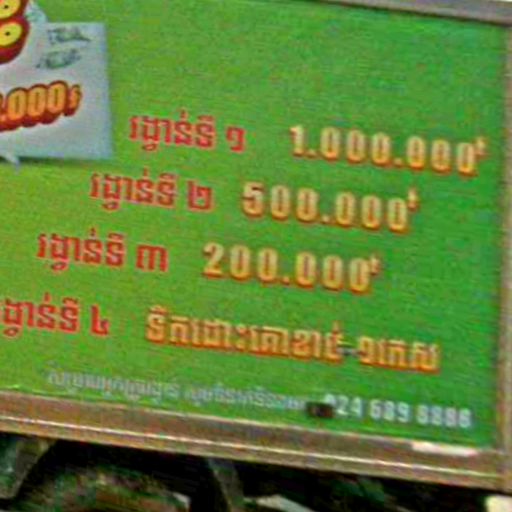 .000៛
រង្វាន់ទី ១ 1.000.000៛
រង្វាន់ទី ២ 500.000៛
រង្វាន់ទី ៣ 200.000៛
រង្វាន់ទី ៤ ទឹកដោះគោខាប់ ១កេស
024 689 8886